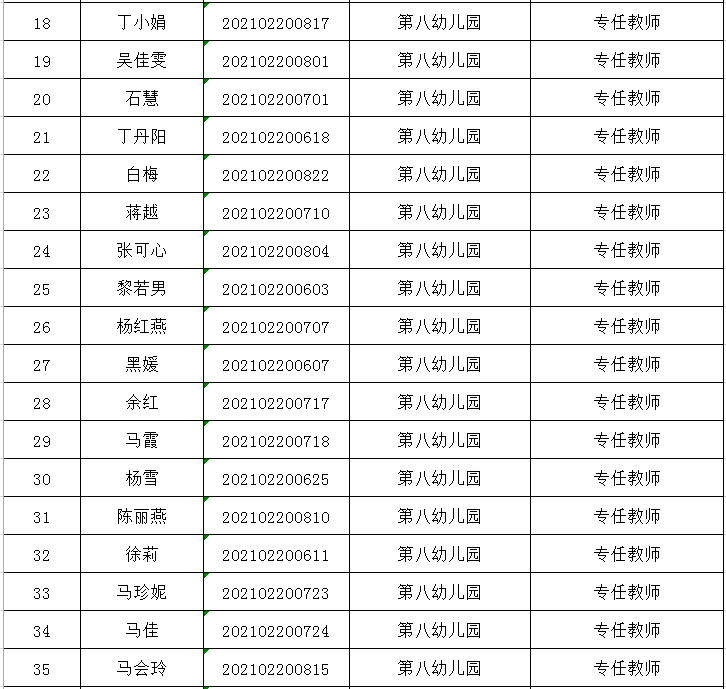 18 丁小娟 202102200817 第八幼儿园 专任教师
19 吴佳雯 202102200801 第八幼儿园 专任教师
20 石慧 202102200701 第八幼儿园 专任教师
21 丁丹阳 202102200618 第八幼儿园 专任教师
22 白梅 202102200822 第八幼儿园 专任教师
23 蒋越 202102200710 第八幼儿园 专任教师
24 张可心 202102200804 第八幼儿园 专任教师
25 黎若男 202102200603 第八幼儿园 专任教师
26 杨红燕 202102200707 第八幼儿园 专任教师
27 黑媛 202102200607 第八幼儿园 专任教师
28 余红 202102200717 第八幼儿园 专任教师
29 马霞 202102200718 第八幼儿园 专任教师
30 杨雪 202102200625 第八幼儿园 专任教师
31 陈丽燕 202102200810 第八幼儿园 专任教师
32 徐莉 202102200611 第八幼儿园 专任教师
33 马珍妮 202102200723 第八幼儿园 专任教师
34 马佳 202102200724 第八幼儿园 专任教师
35 马会玲 202102200815 第八幼儿园 专任教师